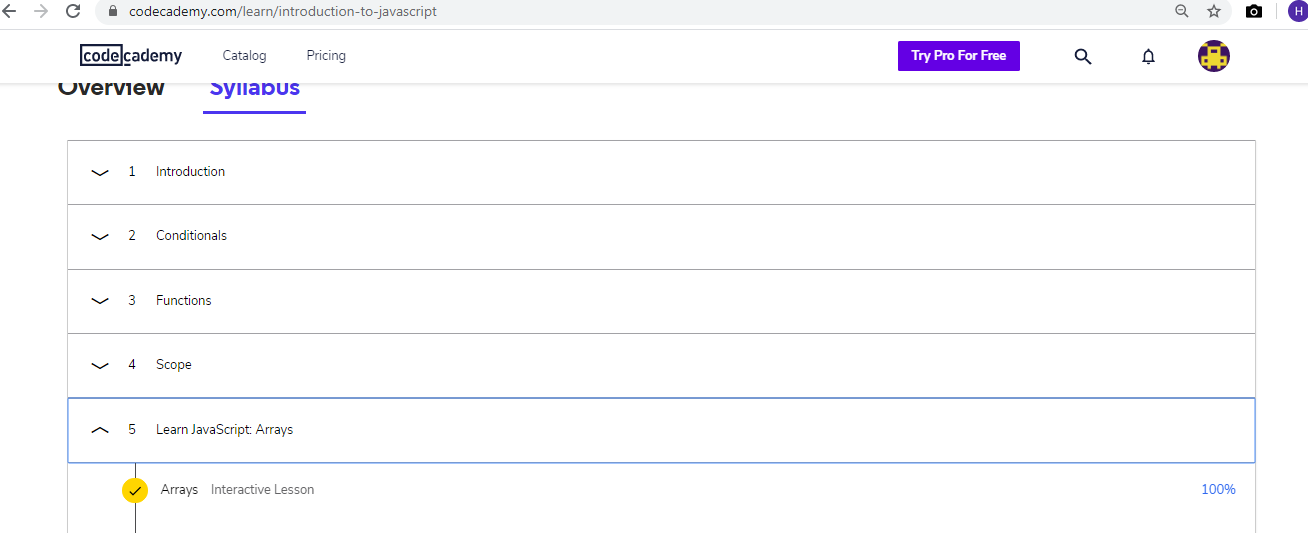 codecademy.com/learn/introduction-to-javascript
H
codecademy
Catalog
Pricing
Try Pro For Free
Overview
Syllabus
1 Introduction
2 Conditionals
3 Functions
4 Scope
5 Learn JavaScript: Arrays
Arrays Interactive Lesson 100%